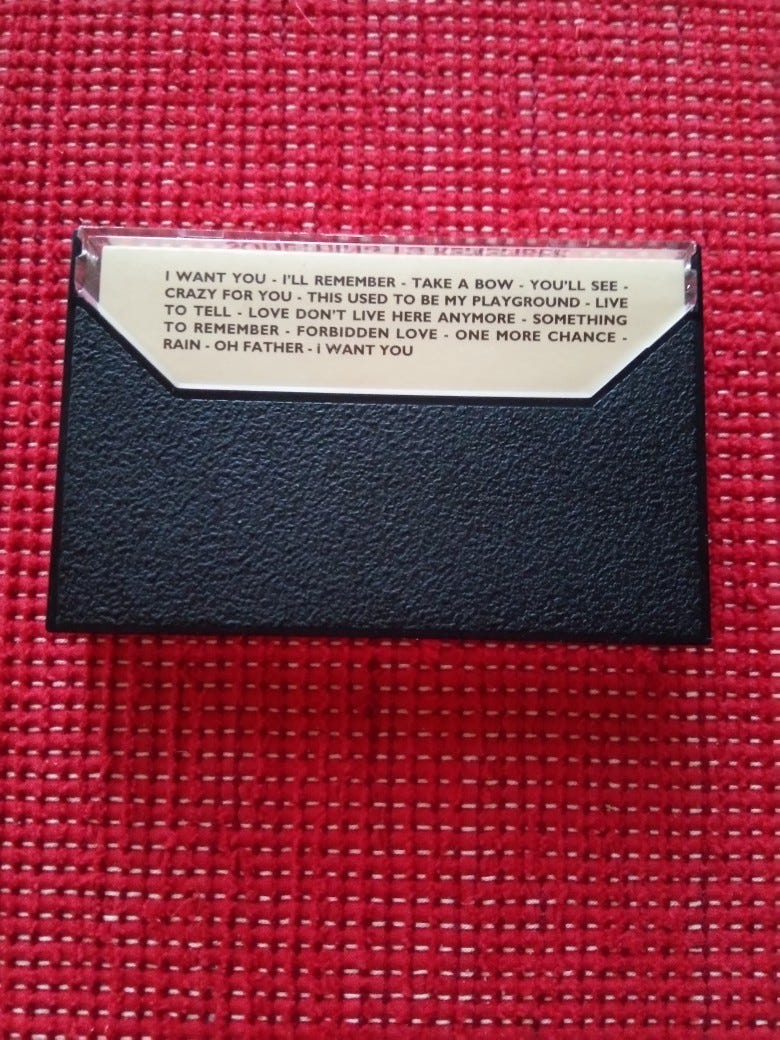 I WANT YOU - I'LL REMEMBER - TAKE A BOW - YOU'LL SEE -
CRAZY FOR YOU - THIS USED TO BE MY PLAYGROUND - LIVE
TO TELL - LOVE DON'T LIVE HERE ANYMORE - SOMETHING
TO REMEMBER - FORBIDDEN LOVE - ONE MORE CHANCE -
RAIN - OH FATHER - i WANT YOU